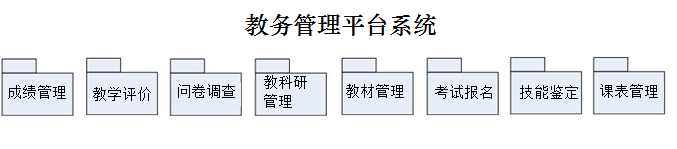 教务管理平台系统
成绩管理
教学评价
问卷调查
教科研
管理
教材管理
考试报名
技能鉴定
课表管理